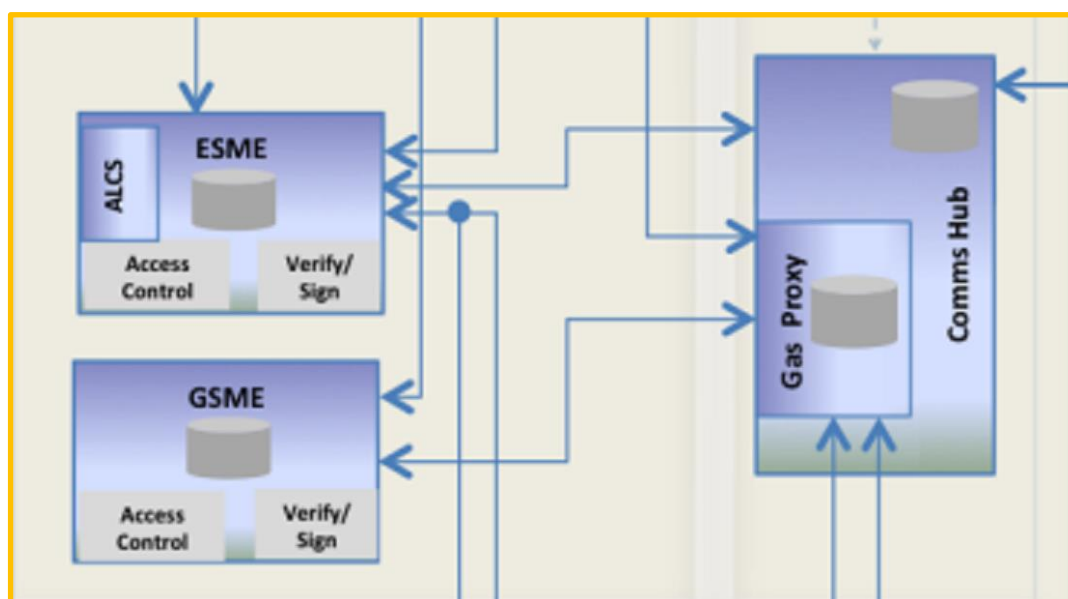 ESME
ALCS
Access
Control
Verify/
Sign
GSME
Access
Control
Verify/
Sign
Gas Proxy
Comms Hub